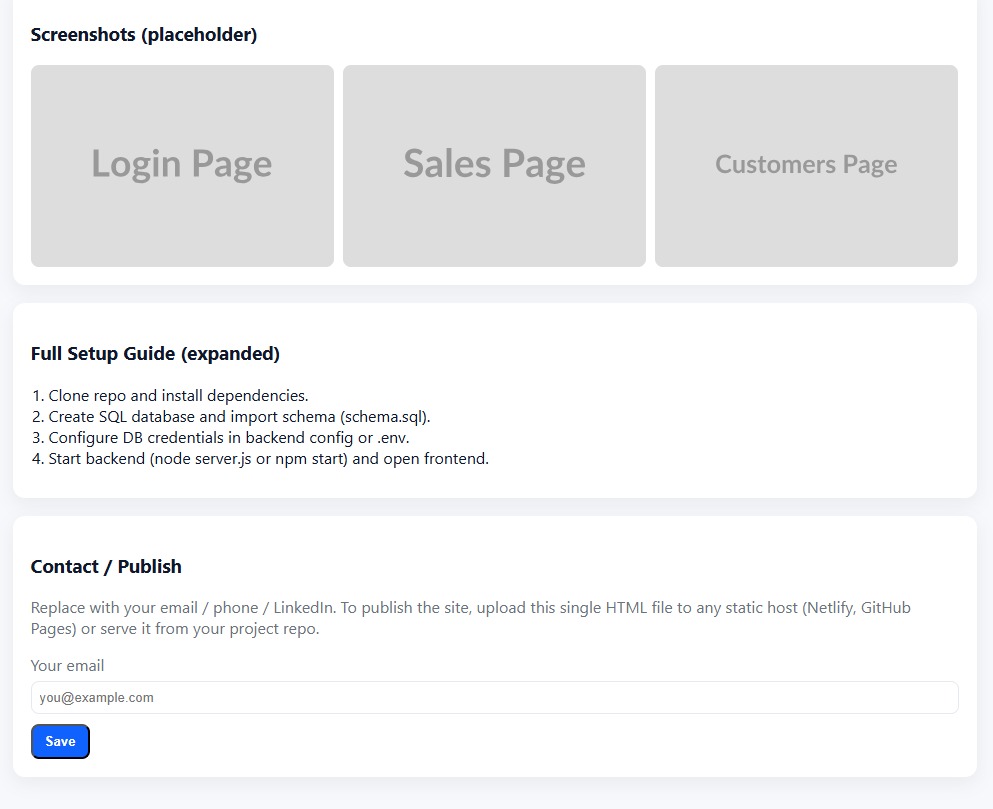 Screenshots (placeholder)
Login Page
Sales Page
Customers Page
Full Setup Guide (expanded)
1. Clone repo and install dependencies.
2. Create SQL database and import schema (schema.sql).
3. Configure DB credentials in backend config or .env.
4. Start backend (node server.js or npm start) and open frontend.
Contact / Publish
Replace with your email / phone / LinkedIn. To publish the site, upload this single HTML file to any static host (Netlify, GitHub
Pages) or serve it from your project repo.
Your email
you@example.com
Save